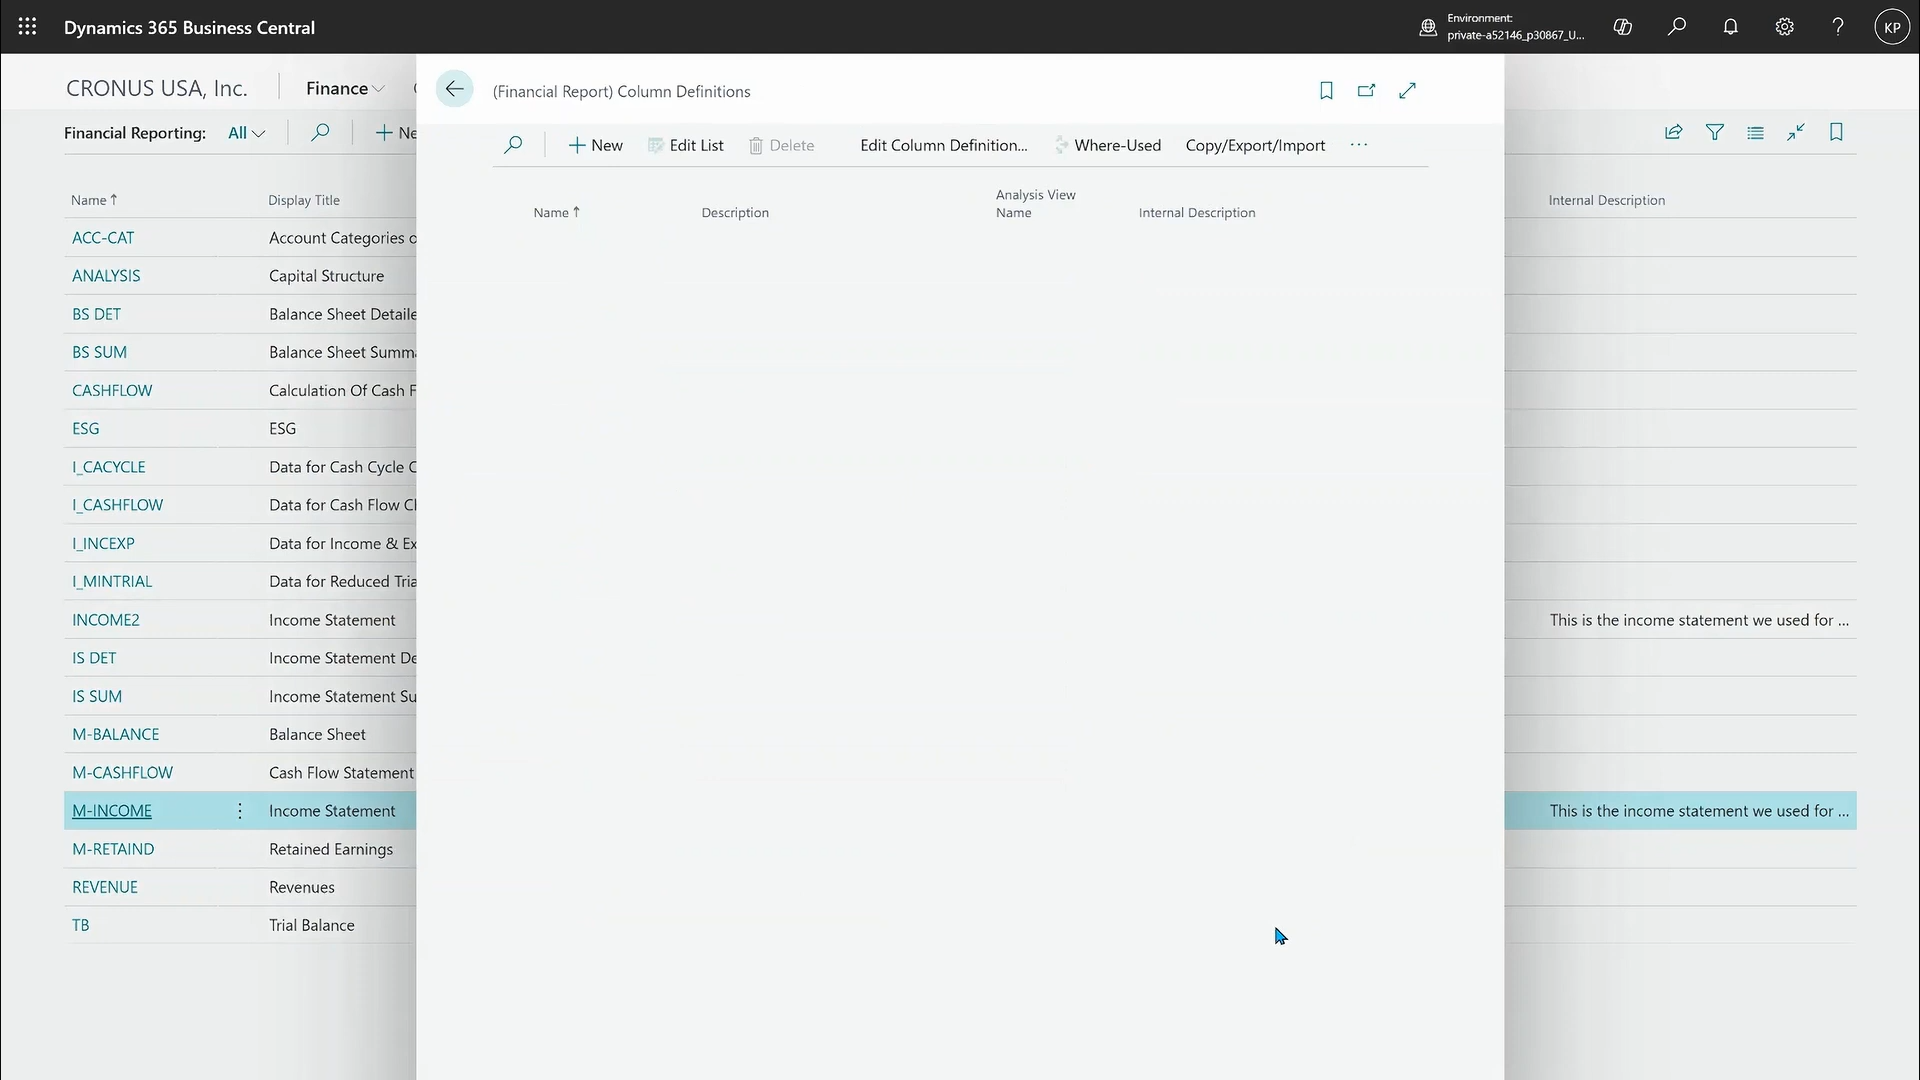 Dynamics 365 Business Central
Environment:
private-a52146_p30867_U...
KP
CRONUS USA, Inc.
Finance
Financial Reporting:
All
+ Ne
(Financial Report) Column Definitions
+ New
Edit List
Delete
Edit Column Definition...
Where-Used
Copy/Export/Import
...
Name ↑
Display Title
Internal Description
Name ↑
Description
Analysis View
Name
Internal Description
ACC-CAT
Account Categories o
ANALYSIS
Capital Structure
BS DET
Balance Sheet Detaile
BS SUM
Balance Sheet Summ
CASHFLOW
Calculation Of Cash F
ESG
ESG
I_CACYCLE
Data for Cash Cycle C
I_CASHFLOW
Data for Cash Flow Cl
I_INCEXP
Data for Income & Ex
I_MINTRIAL
Data for Reduced Tria
INCOME2
Income Statement
This is the income statement we used for ...
IS DET
Income Statement De
IS SUM
Income Statement Su
M-BALANCE
Balance Sheet
M-CASHFLOW
Cash Flow Statement
M-INCOME
Income Statement
This is the income statement we used for ...
M-RETAIND
Retained Earnings
REVENUE
Revenues
TB
Trial Balance